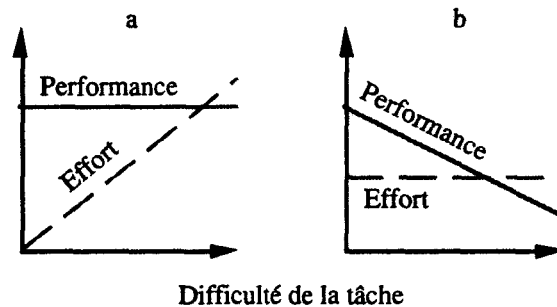 a
b
Performance
Effort
Performance
Effort
Difficulté de la tâche